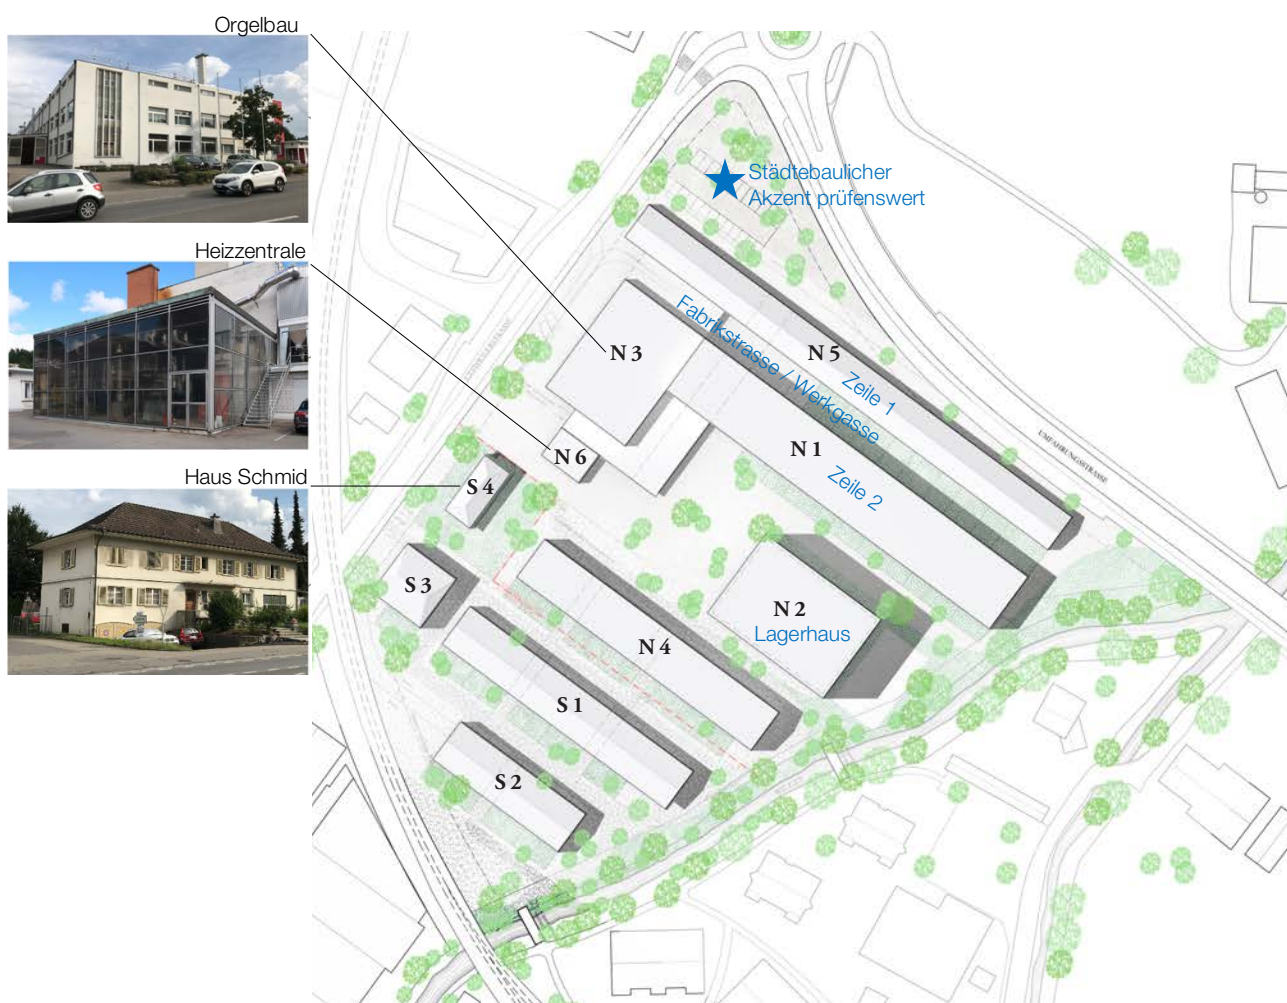 Orgelbau
Heizzentrale
Haus Schmid
Städtebaulicher
Akzent prüfenswert
Fabrikstrasse / Werkgasse
N 3
N 5
Zeile 1
N 1
Zeile 2
N 6
S 4
S 3
N 2
Lagerhaus
N 4
S 1
S 2
UMFAHRUNGSSTRASSE